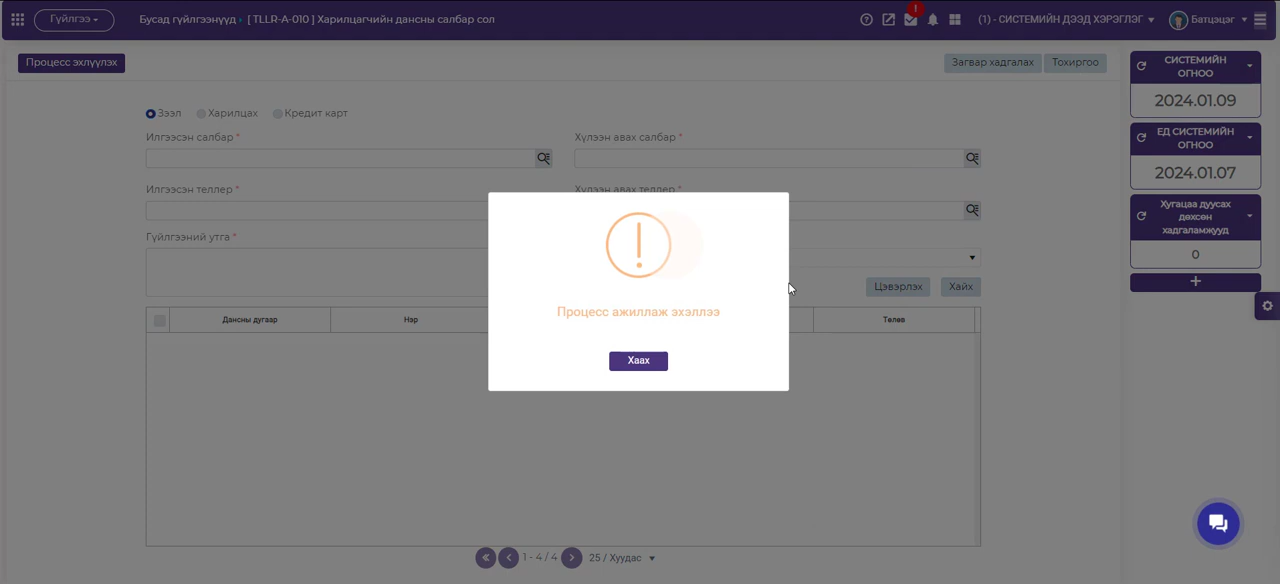 Гүйлгээ
Бусад гүйлгээнүүд › [ TLLR-A-010 ] Харилцагчийн дансны салбар сол
!
(1) - СИСТЕМИЙН ДЭЭД ХЭРЭГЛЭГ
Батцэцэг
Процесс эхлүүлэх
Загвар хадгалах
Тохиргоо
Зээл
Харилцах
Кредит карт
Илгээсэн салбар *
Хүлээн авах салбар *
Илгээсэн теллер *
Хүлээн авах теллер *
Гүйлгээний утга *
Цэвэрлэх
Хайх
Дансны дугаар
Нэр
Төлөв
1 - 4 / 4
25 / Хуудас
Процесс ажиллаж эхэллээ
Хаах
СИСТЕМИЙН
ОГНОО
2024.01.09
ЕД СИСТЕМИЙН
ОГНОО
2024.01.07
Хугацаа дуусах
дөхсөн
хадгаламжууд
0
+